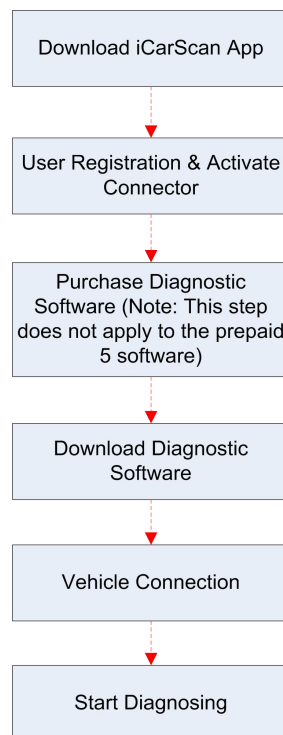 Download iCarScan App
User Registration & Activate
Connector
Purchase Diagnostic
Software (Note: This step
does not apply to the prepaid
5 software)
Download Diagnostic
Software
Vehicle Connection
Start Diagnosing